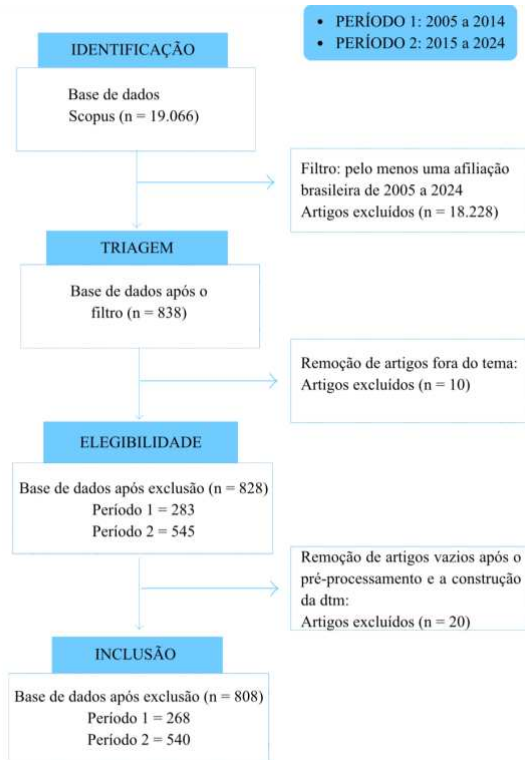 • PERÍODO 1: 2005 a 2014
• PERÍODO 2: 2015 a 2024
IDENTIFICAÇÃO
Base de dados
Scopus (n = 19.066)
Filtro: pelo menos uma afiliação
brasileira de 2005 a 2024
Artigos excluídos (n = 18.228)
TRIAGEM
Base de dados após o
filtro (n = 838)
Remoção de artigos fora do tema:
Artigos excluídos (n = 10)
ELEGIBILIDADE
Base de dados após exclusão (n = 828)
Período 1 = 283
Período 2 = 545
Remoção de artigos vazios após o
pré-processamento e a construção
da dtm:
Artigos excluídos (n = 20)
INCLUSÃO
Base de dados após exclusão (n = 808)
Período 1 = 268
Período 2 = 540